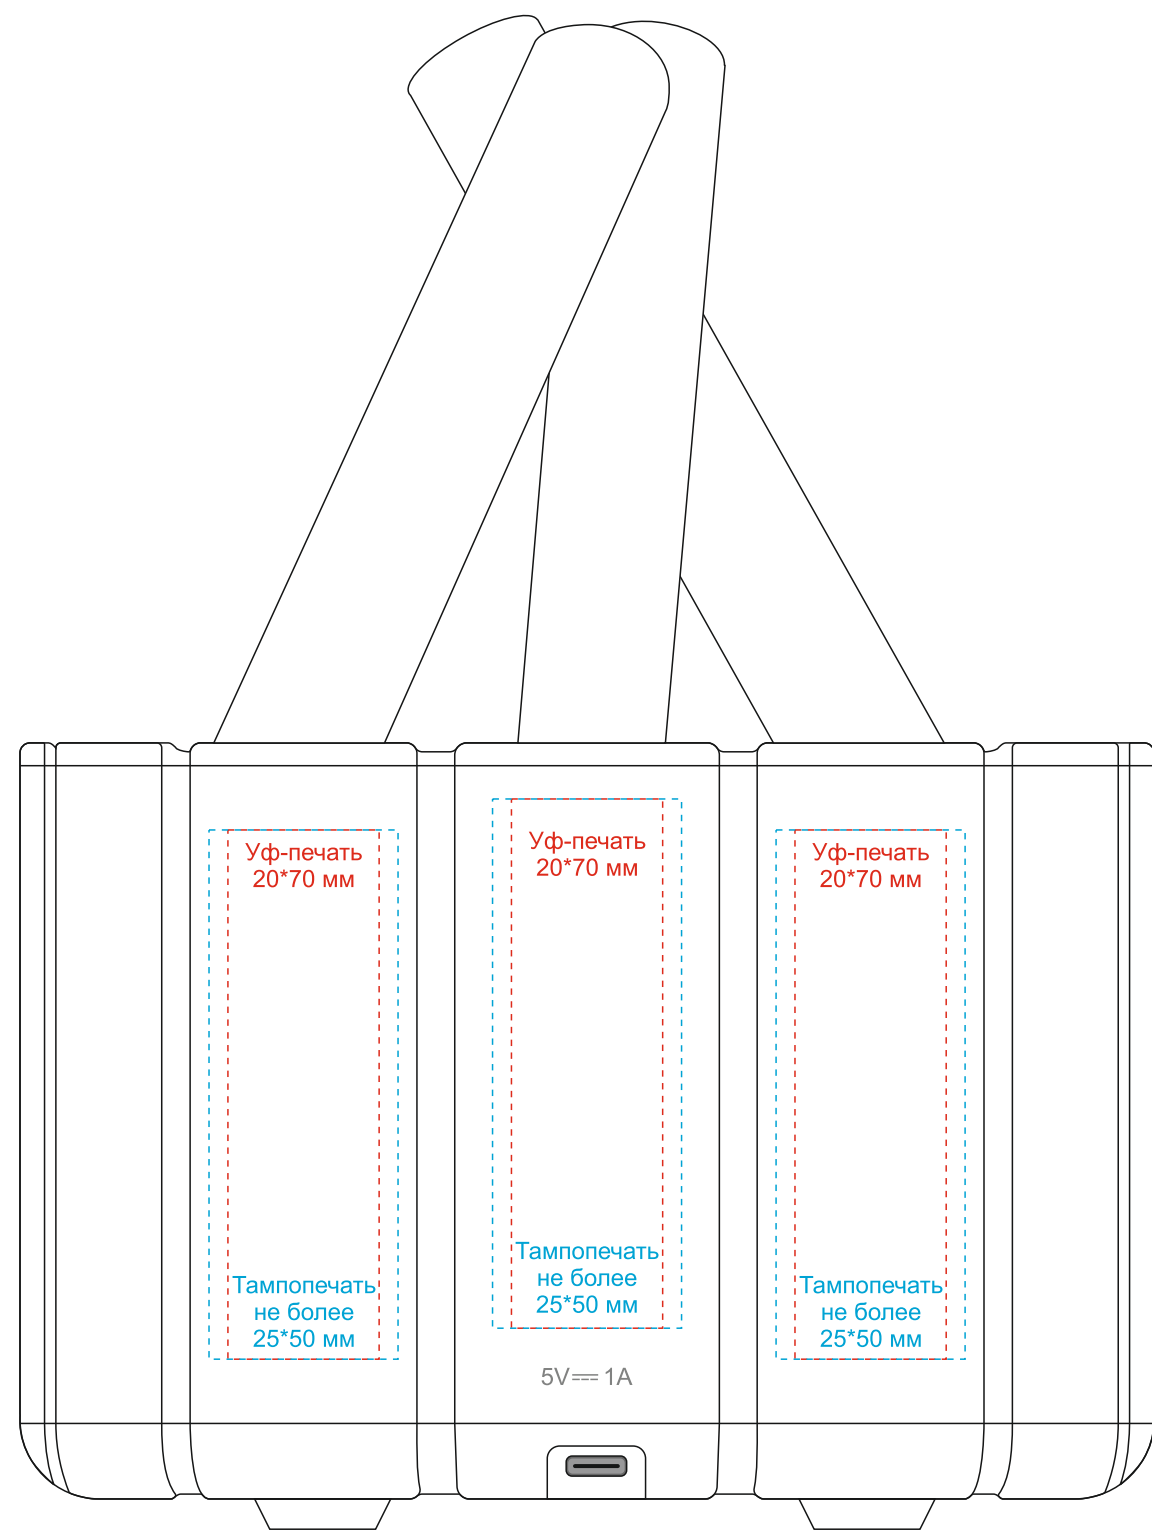 Уф-печать
20*70 мм
Уф-печать
20*70 мм
Уф-печать
20*70 мм
Тампопечать
не более
25*50 мм
Тампопечать
не более
25*50 мм
Тампопечать
не более
25*50 мм
5V⎓1A